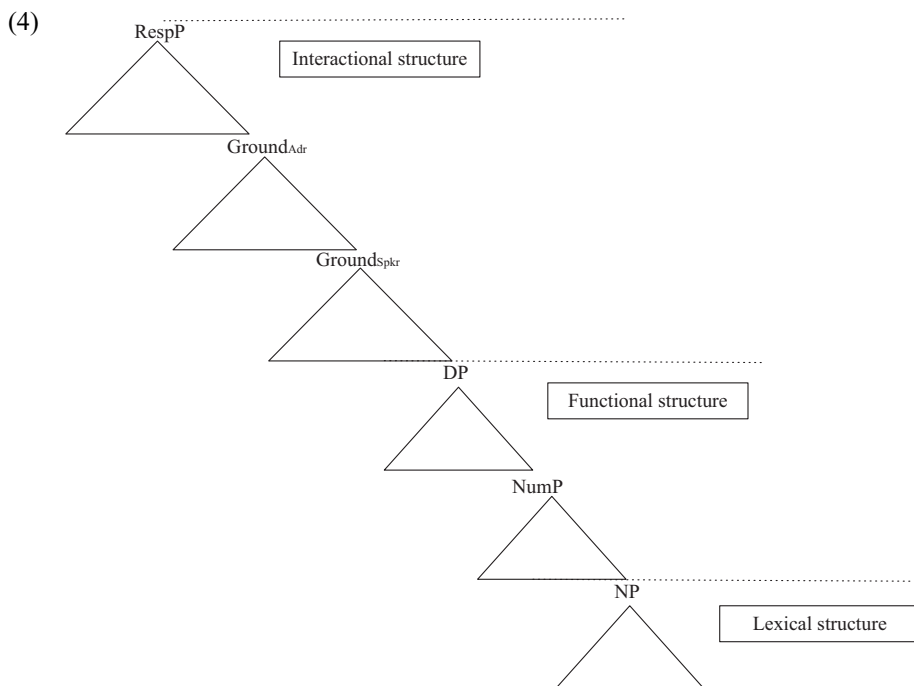 (4)
RespP
Interactional structure
GroundAdr
GroundSpkr
DP
Functional structure
NumP
NP
Lexical structure